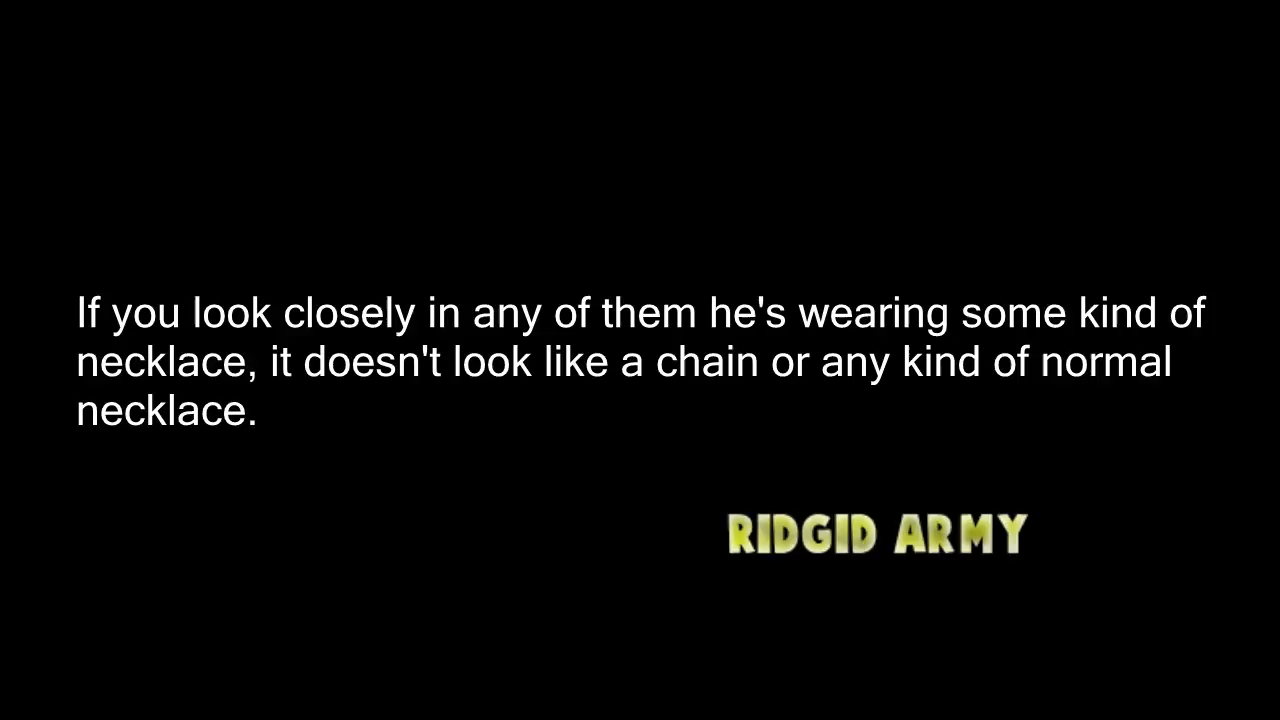 If you look closely in any of them he's wearing some kind of
necklace, it doesn't look like a chain or any kind of normal
necklace.
RIDGID ARMY